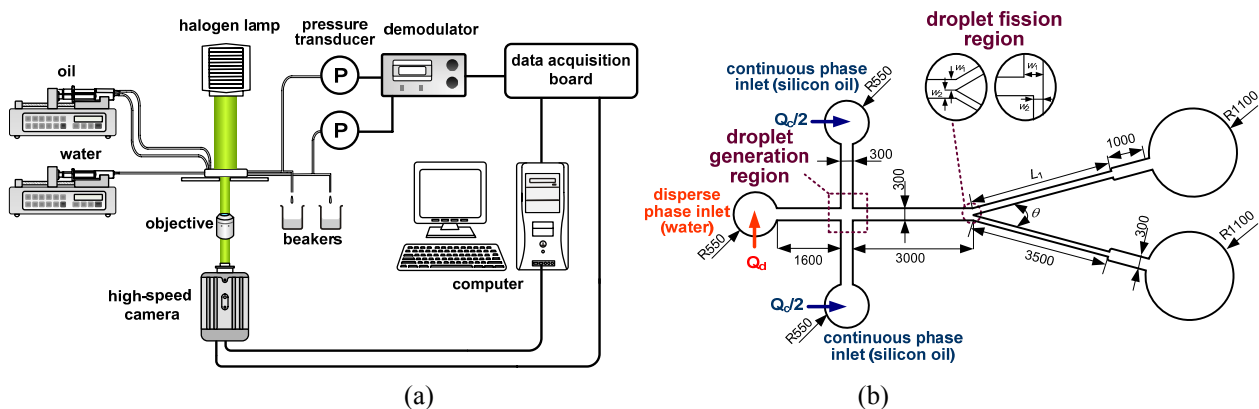 halogen lamp
pressure
transducer
demodulator
oil
P
data acquisition
board
water
P
objective
beakers
computer
high-speed
camera
(a)
droplet fission
region
continuous phase
inlet (silicon oil)
R550
w1
w2
w1
w2
Qc/2
droplet
generation
region
300
300
1000
R1100
L1
disperse
phase inlet
(water)
θ
R550
Qd
1600
3000
3500
300
R1100
Qc/2
R550
continuous phase
inlet (silicon oil)
(b)